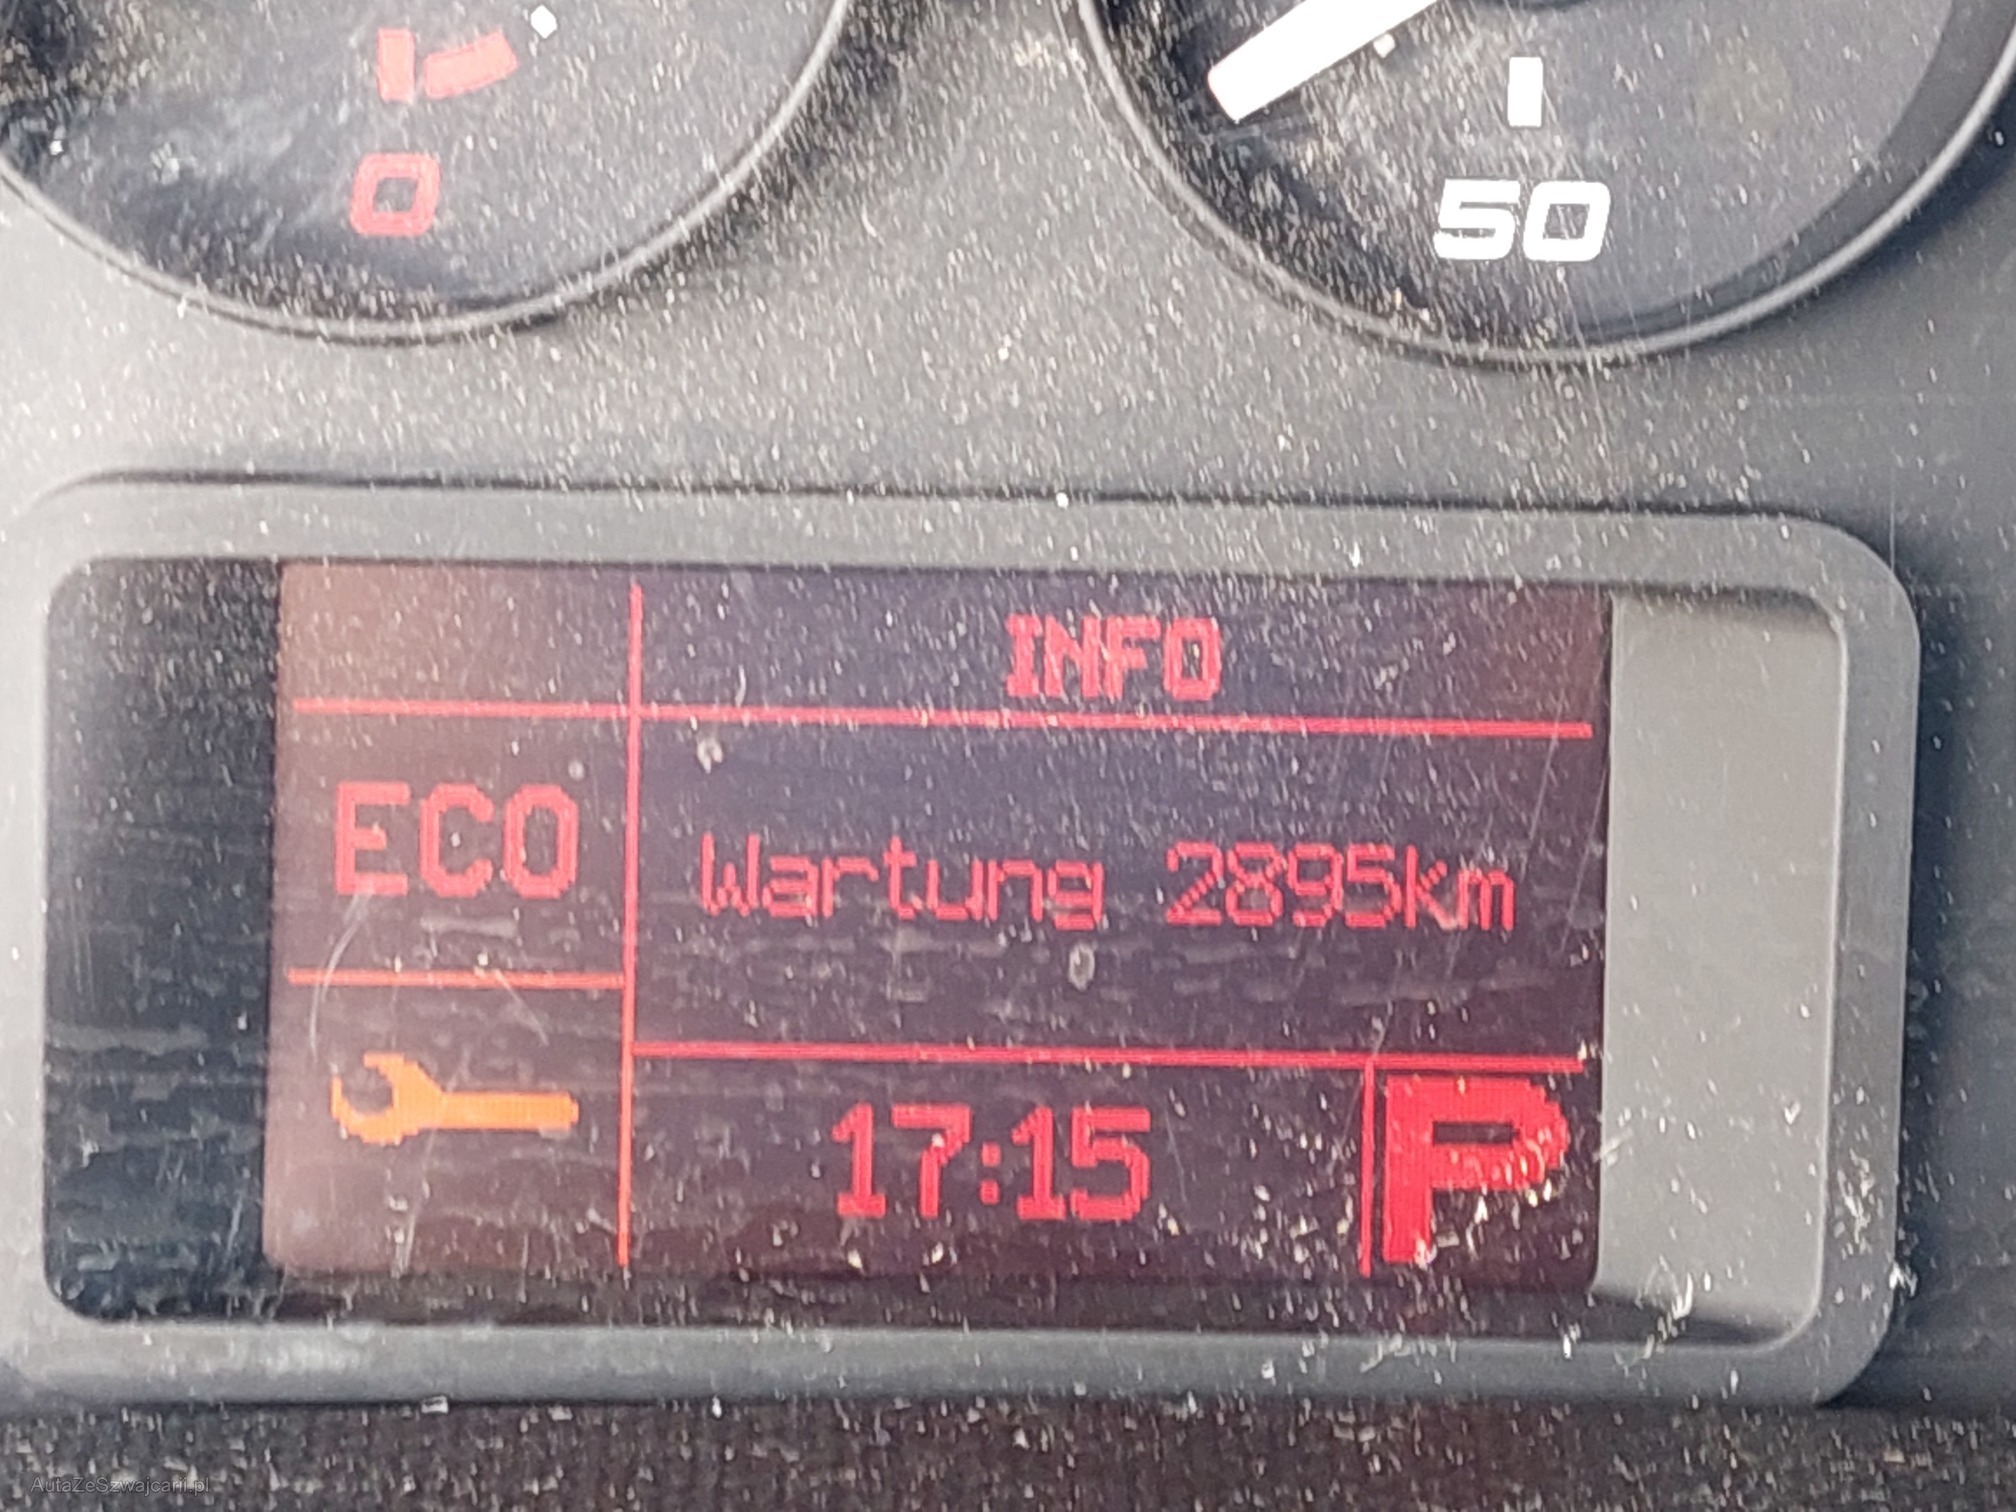 0
50
INFO
ECO
Wartung 2895km
17:15
P
AutaZeSzwajcarii.pl